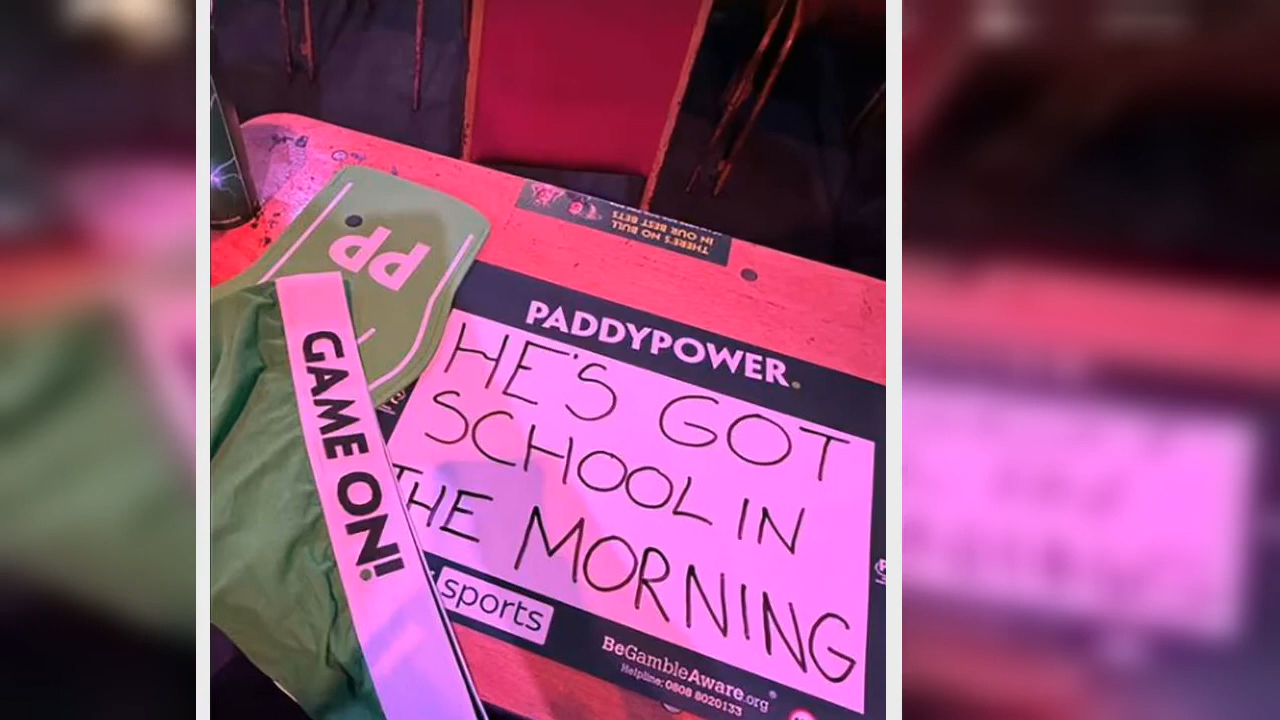 THERE'S NO BULL
IN OUR BEST BETS
PP
PADDYPOWER.
GAME ON!
HE'S GOT
SCHOOL IN
THE MORNING
sports
BeGambleAware.org®
Helpline: 0808 8020133